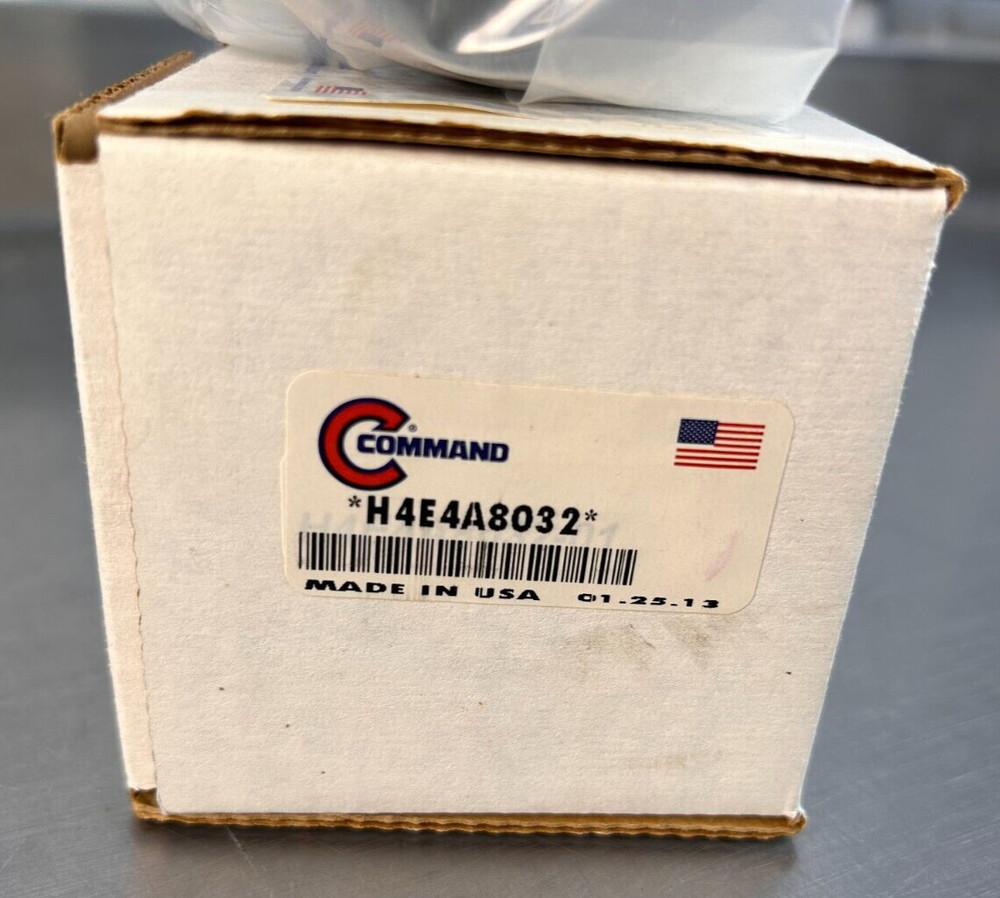 COMMAND®
*H4E4A8032*
MADE IN USA 01.25.13